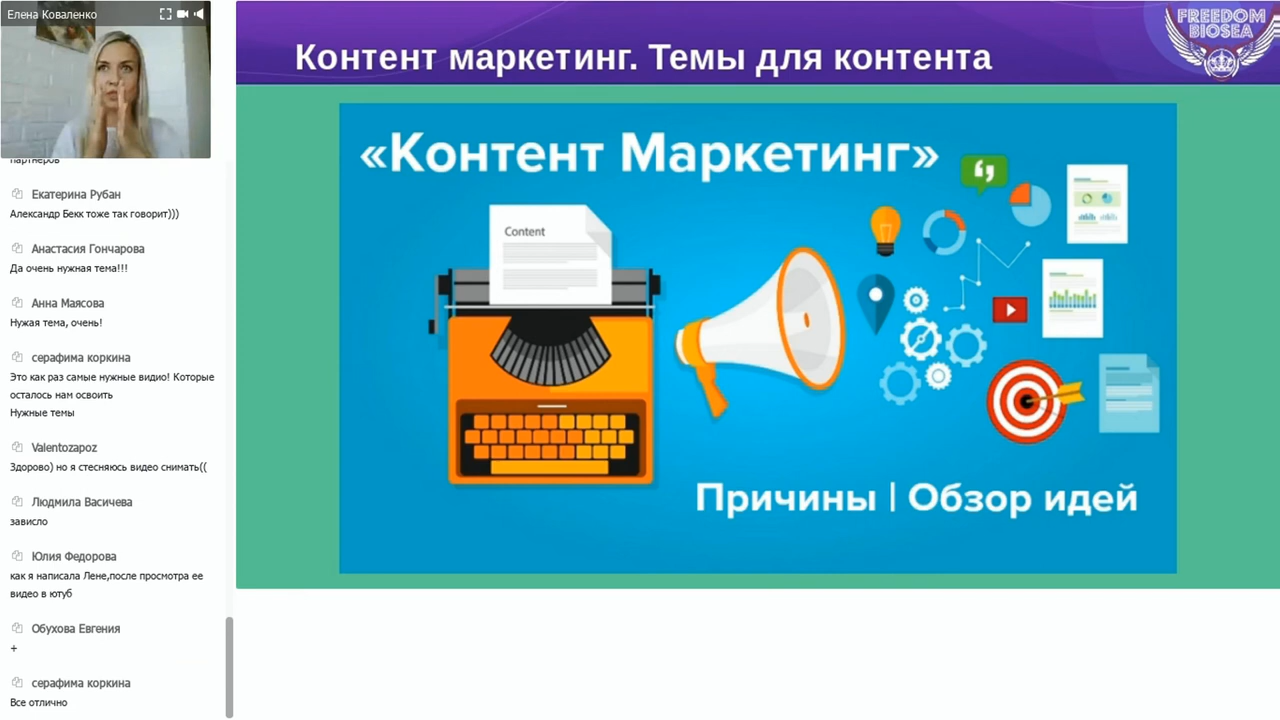 Елена Коваленко
партнеров
Екатерина Рубан
Александр Бекк тоже так говорит)))
Анастасия Гончарова
Да очень нужная тема!!!
Анна Маясова
Нужая тема, очень!
серафима коркина
Это как раз самые нужные видио! Которые
осталось нам освоить
Нужные темы
Valentozapoz
Здорово) но я стесняюсь видео снимать((
Людмила Васичева
зависло
Юлия Федорова
как я написала Лене,после просмотра ее
видео в ютуб
Обухова Евгения
+
серафима коркина
Все отлично
Контент маркетинг. Темы для контента
FREEDOM
BIOSEA
«Контент Маркетинг»
Content
Причины | Обзор идей